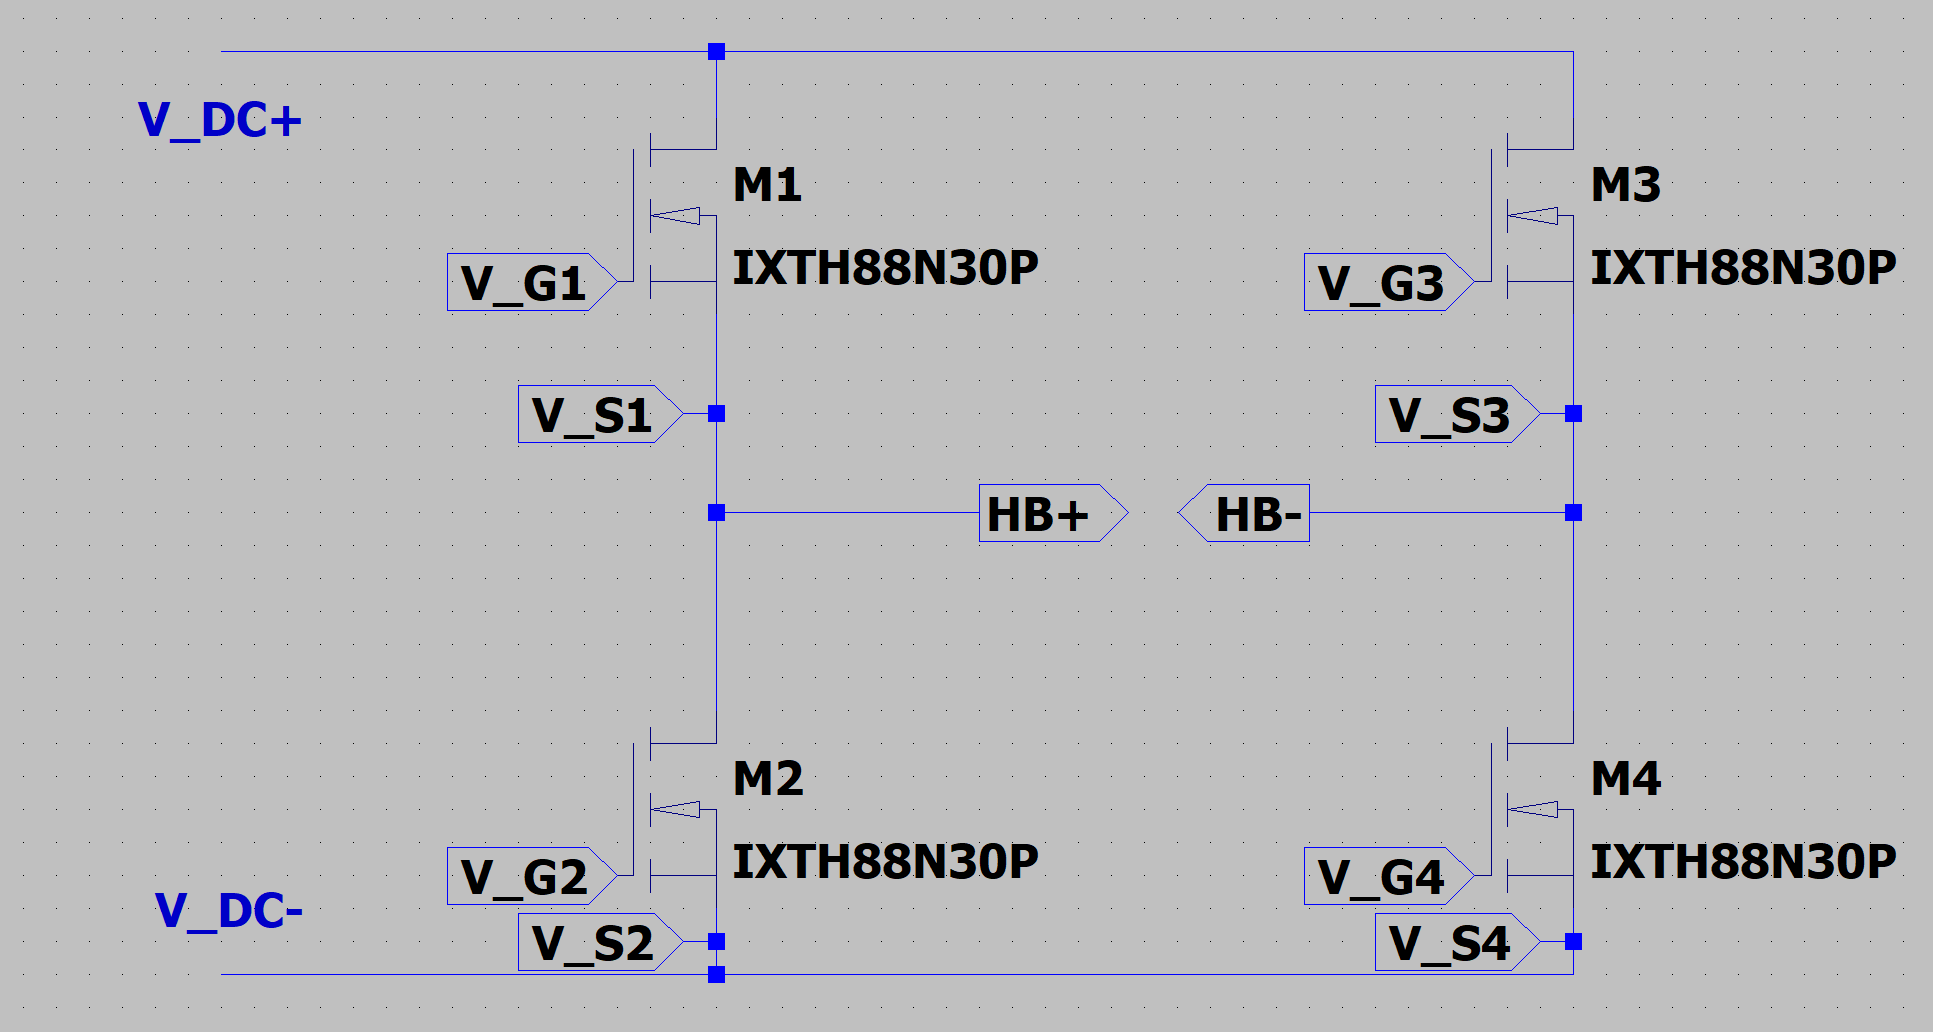 V_DC+
M1
IXTH88N30P
V_G1
M3
IXTH88N30P
V_G3
V_S1
V_S3
HB+
HB-
M2
IXTH88N30P
V_G2
M4
IXTH88N30P
V_G4
V_DC-
V_S2
V_S4